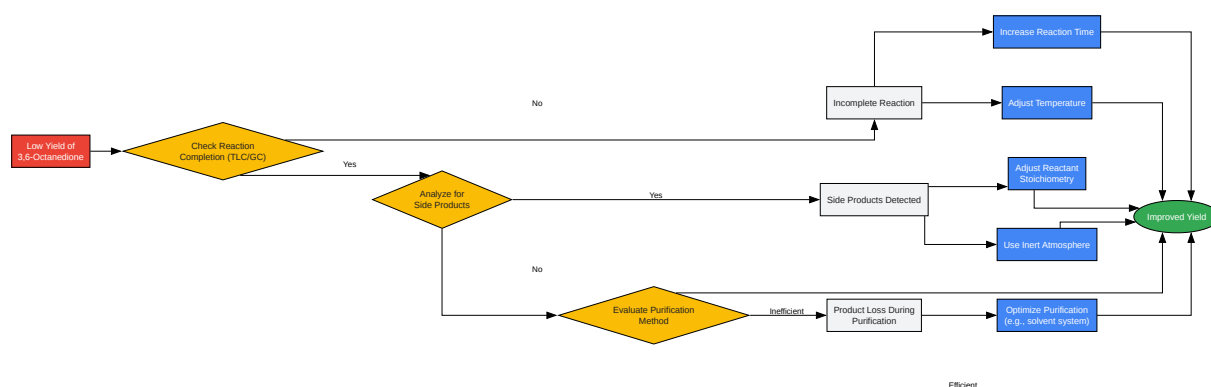 Increase Reaction Time
No
Incomplete Reaction
Adjust Temperature
Low Yield of
3,6-Octanedione
Check Reaction
Completion (TLC/GC)
Yes
Analyze for
Side Products
Yes
Side Products Detected
Adjust Reactant
Stoichiometry
Improved Yield
Use Inert Atmosphere
No
Evaluate Purification
Method
Inefficient
Product Loss During
Purification
Optimize Purification
(e.g., solvent system)
Efficient